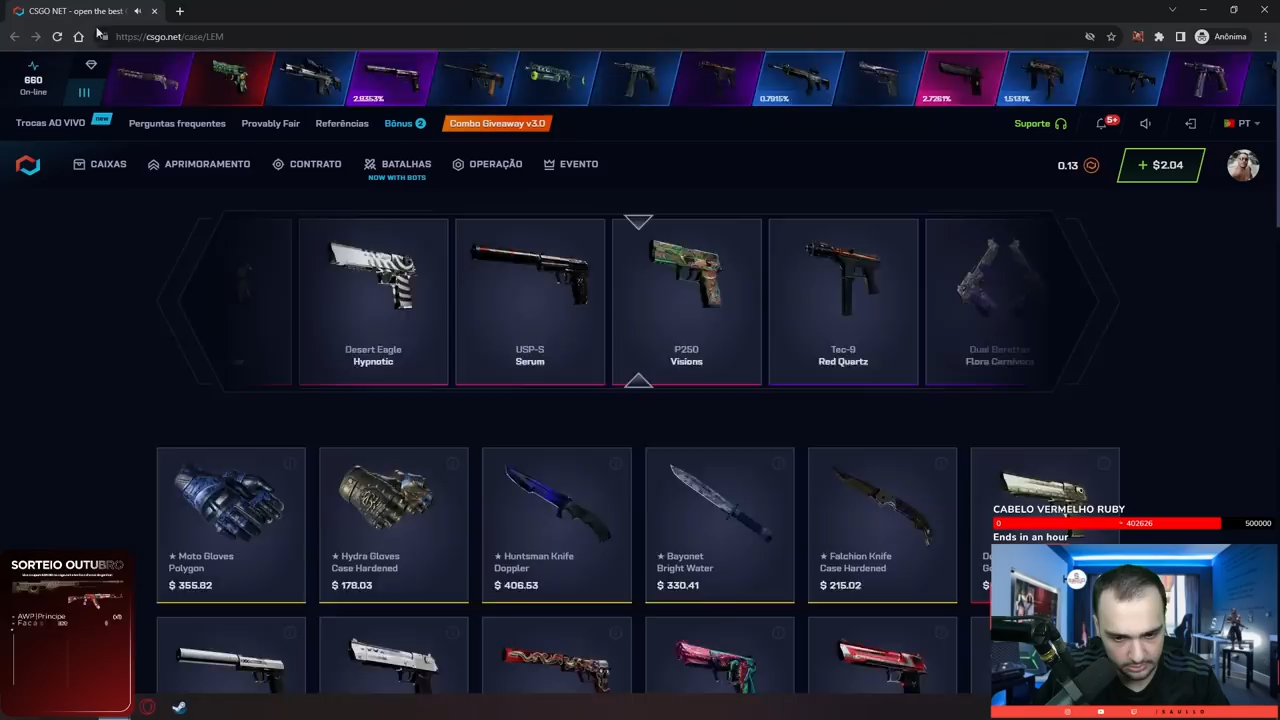 CSGO NET - open the best
https://csgo.net/case/LEM
Anônima
660
On-line
2.9353%
0.7915%
2.7261%
1.5131%
Trocas AO VIVO
new
Perguntas frequentes
Provably Fair
Referências
Bônus 2
Combo Giveaway v3.0
Suporte
5+
PT
CAIXAS
APRIMORAMENTO
CONTRATO
BATALHAS
NOW WITH BOTS
OPERAÇÃO
EVENTO
0.13
+ $2.04
Desert Eagle
Hypnotic
USP-S
Serum
P250
Visions
Tec-9
Red Quartz
Dual Berettas
Flora Carnivora
★ Moto Gloves
Polygon
$ 355.82
★ Hydra Gloves
Case Hardened
$ 178.03
★ Huntsman Knife
Doppler
$ 406.53
★ Bayonet
Bright Water
$ 330.41
★ Falchion Knife
Case Hardened
$ 215.02
CABELO VERMELHO RUBY
0
402626
500000
Ends in an hour
SORTEIO OUTUBRO
- AWP|Principe
- Faca
ISAULLO